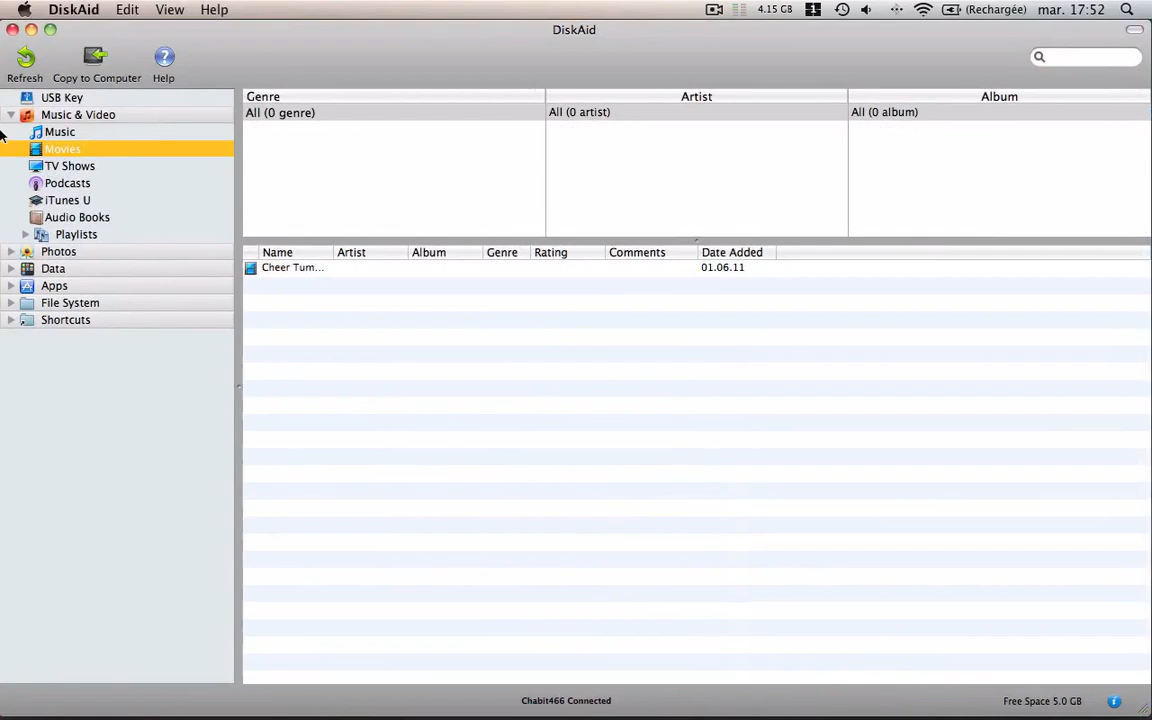 DiskAid Edit View Help 4.15 GB 1 (Rechargée) mar. 17:52
DiskAid
Refresh Copy to Computer Help
USB Key
Music & Video
Music
Movies
TV Shows
Podcasts
iTunes U
Audio Books
Playlists
Photos
Data
Apps
File System
Shortcuts
Genre Artist Album
All (0 genre) All (0 artist) All (0 album)
Name Artist Album Genre Rating Comments Date Added
Cheer Tum... 01.06.11
Chabit466 Connected Free Space 5.0 GB